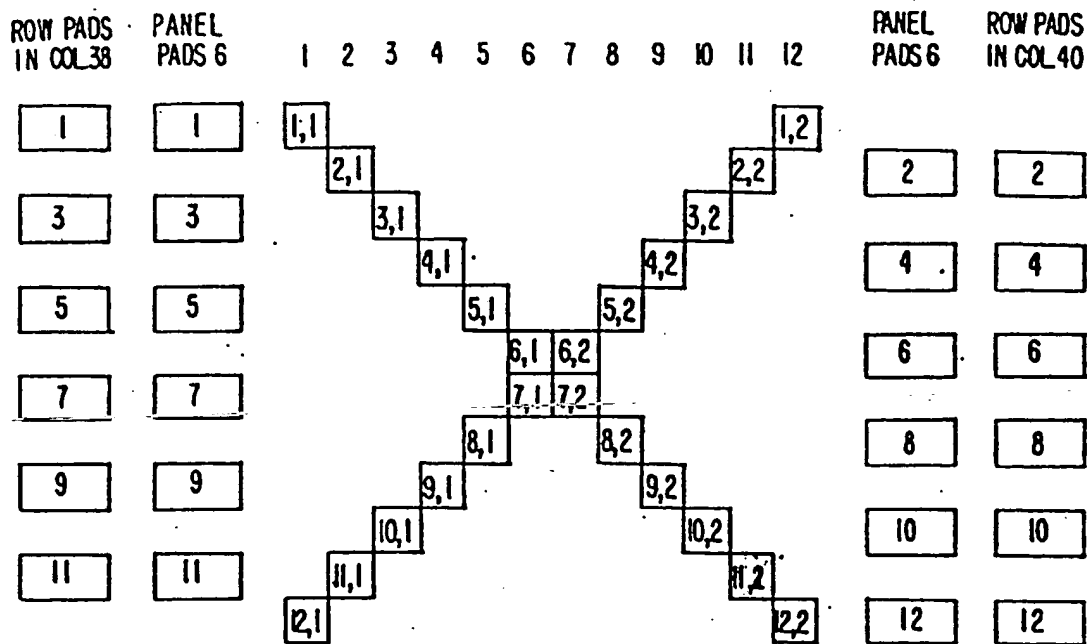 ROW PADS IN COL 38 PANEL PADS 6 1 2 3 4 5 6 7 8 9 10 11 12 PANEL PADS 6 ROW PADS IN COL 40
1 1 1,1 1,2
2,1 2,2 2 2
3 3 3,1 3,2
4,1 4,2 4 4
5 5 5,1 5,2
6,1 6,2 6 6
7 7 7,1 7,2
8,1 8,2 8 8
9 9 9,1 9,2
10,1 10,2 10 10
11 11 11,1 11,2
12,1 12,2 12 12